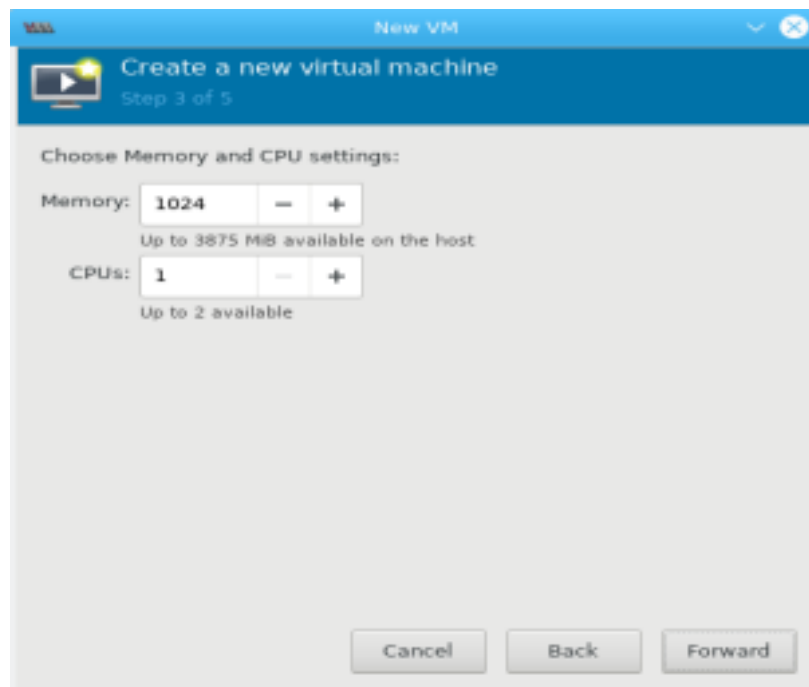 New VM
Create a new virtual machine
Step 3 of 5
Choose Memory and CPU settings:
Memory: 1024 − +
Up to 3875 MiB available on the host
CPUs: 1 − +
Up to 2 available
Cancel Back Forward